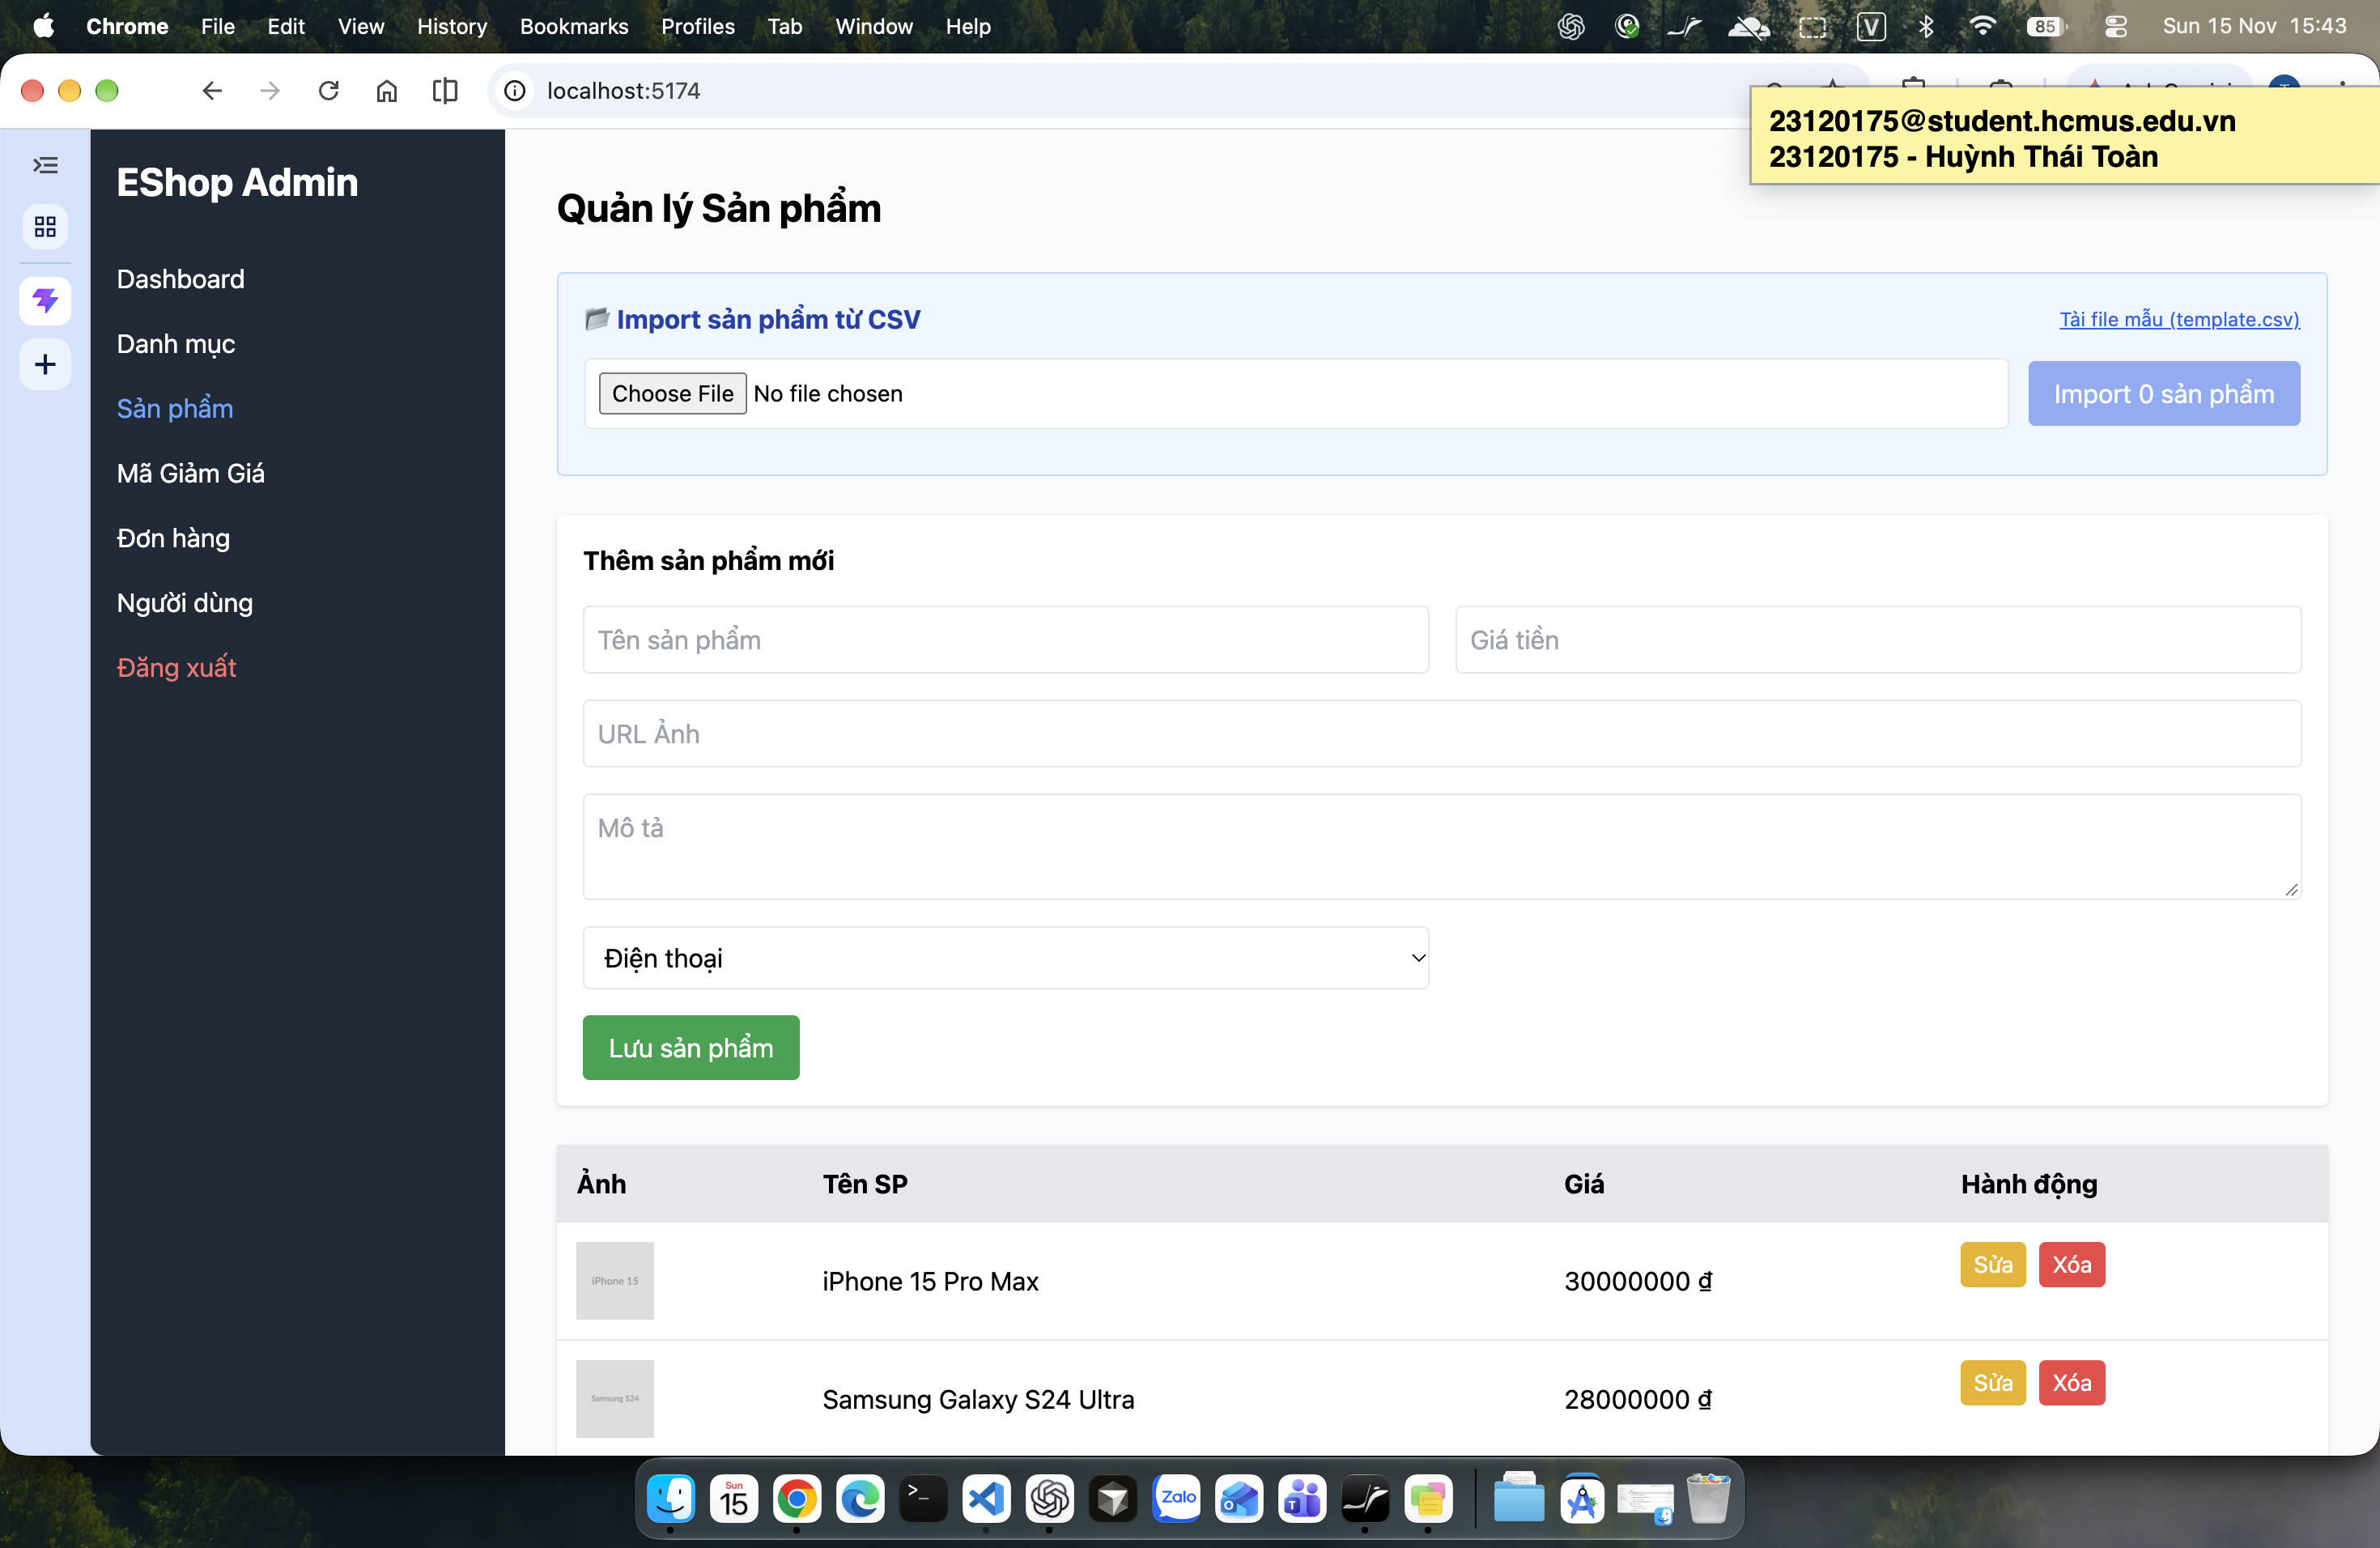 Chrome File Edit View History Bookmarks Profiles Tab Window Help V 85 Sun 15 Nov 15:43
localhost:5174
23120175@student.hcmus.edu.vn
23120175 - Huỳnh Thái Toàn
EShop Admin
Dashboard
Danh mục
Sản phẩm
Mã Giảm Giá
Đơn hàng
Người dùng
Đăng xuất
Quản lý Sản phẩm
Import sản phẩm từ CSV
Tải file mẫu (template.csv)
Choose File No file chosen
Import 0 sản phẩm
Thêm sản phẩm mới
Tên sản phẩm
Giá tiền
URL Ảnh
Mô tả
Điện thoại
Lưu sản phẩm
Ảnh Tên SP Giá Hành động
iPhone 15 iPhone 15 Pro Max 30000000 ₫ Sửa Xóa
Samsung S24 Samsung Galaxy S24 Ultra 28000000 ₫ Sửa Xóa
Sun
15
Zalo